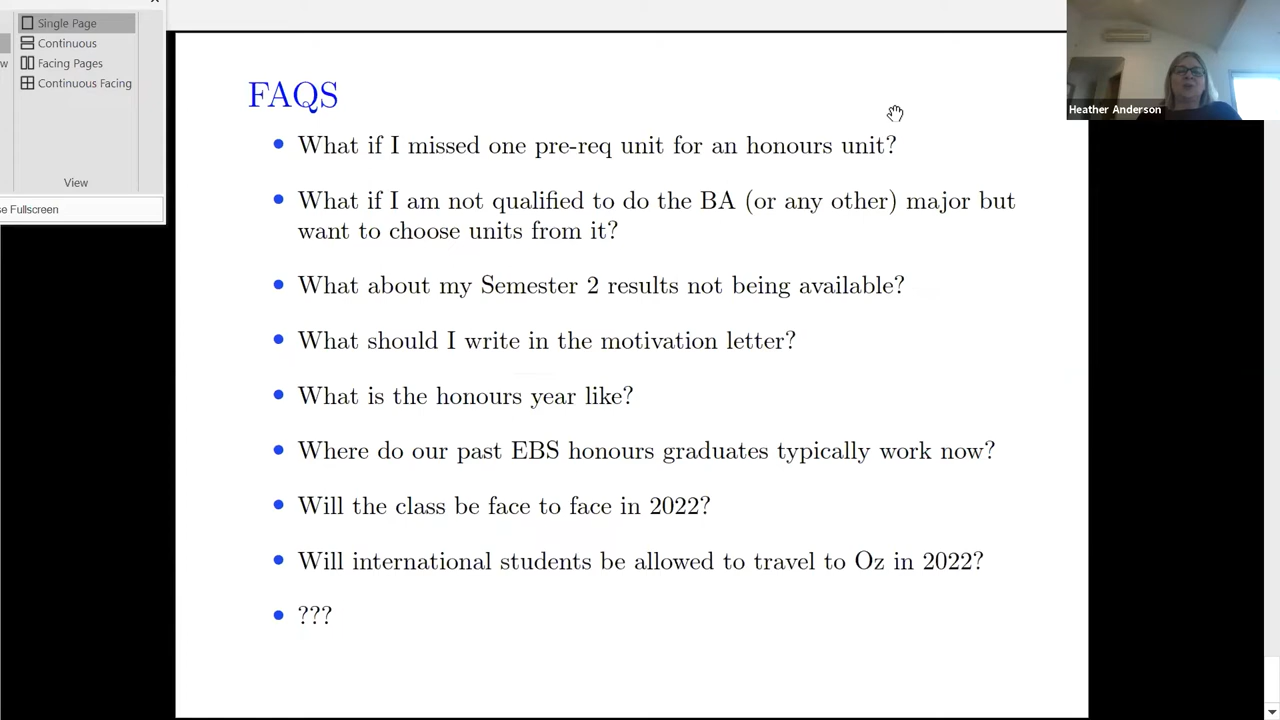 Single Page
Continuous
Facing Pages
Continuous Facing
View
Fullscreen
Heather Anderson
FAQS
• What if I missed one pre-req unit for an honours unit?
• What if I am not qualified to do the BA (or any other) major but
want to choose units from it?
• What about my Semester 2 results not being available?
• What should I write in the motivation letter?
• What is the honours year like?
• Where do our past EBS honours graduates typically work now?
• Will the class be face to face in 2022?
• Will international students be allowed to travel to Oz in 2022?
• ???